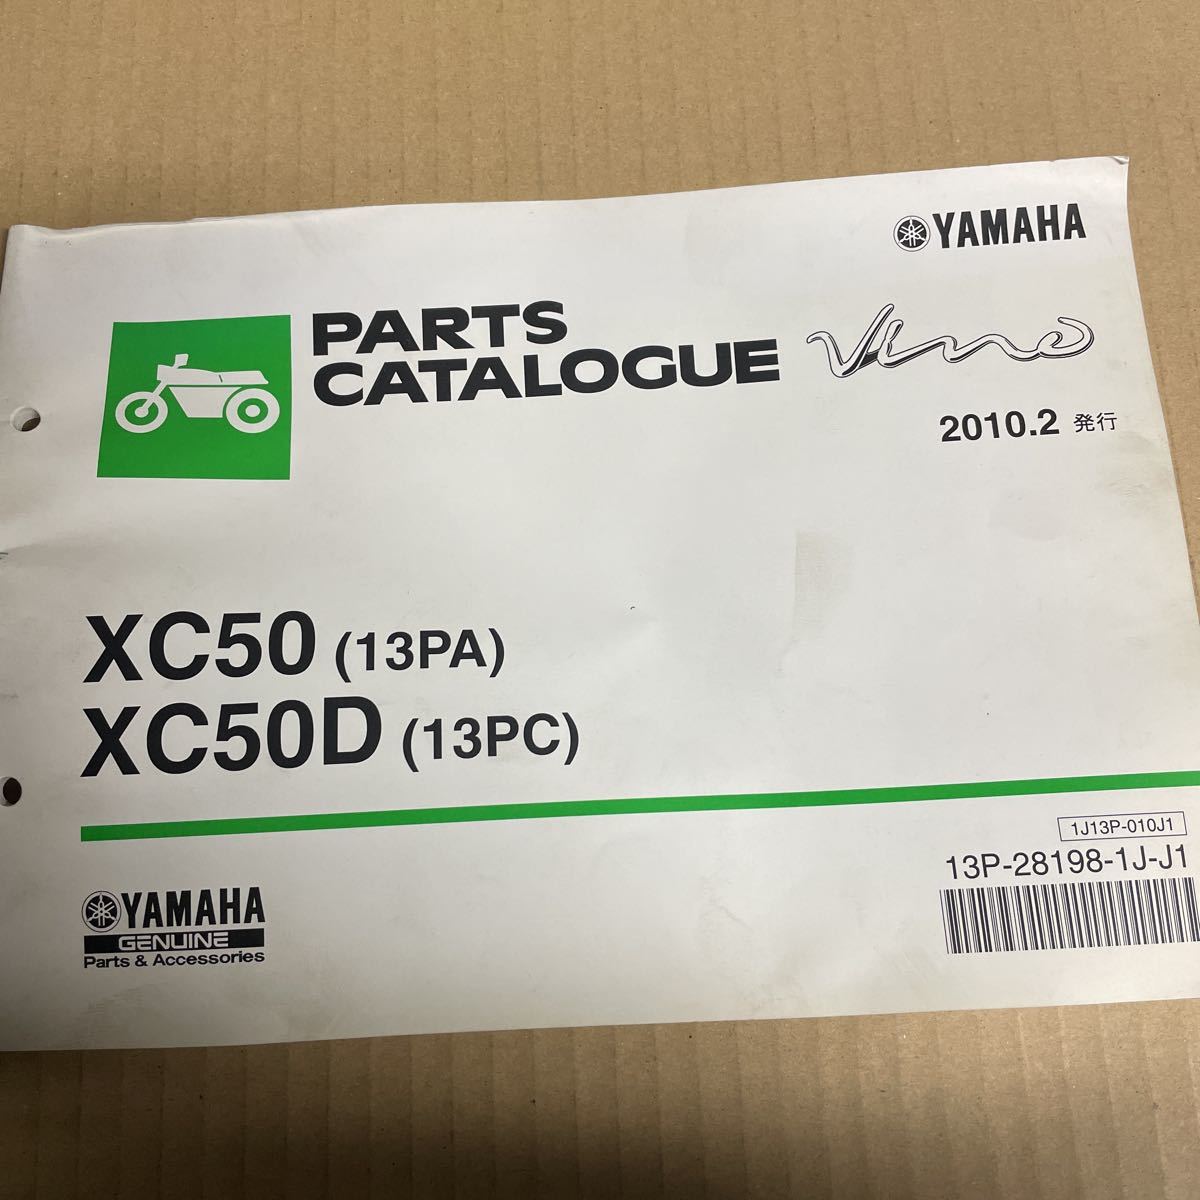 YAMAHA
PARTS
CATALOGUE
Vino
2010.2 発行
XC50 (13PA)
XC50D (13PC)
1J13P-010J1
13P-28198-1J-J1
YAMAHA
GENUINE
Parts & Accessories